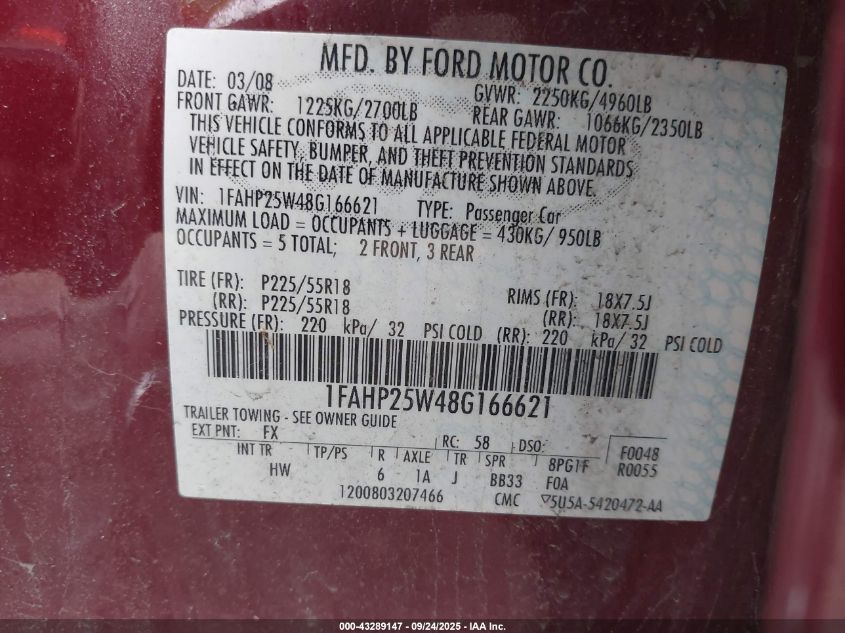 MFD. BY FORD MOTOR CO.
DATE: 03/08 GVWR: 2250KG/4960LB
FRONT GAWR: 1225KG/2700LB REAR GAWR: 1066KG/2350LB
THIS VEHICLE CONFORMS TO ALL APPLICABLE FEDERAL MOTOR
VEHICLE SAFETY, BUMPER, AND THEFT PREVENTION STANDARDS
IN EFFECT ON THE DATE OF MANUFACTURE SHOWN ABOVE.
VIN: 1FAHP25W48G166621 TYPE: Passenger Car
MAXIMUM LOAD = OCCUPANTS + LUGGAGE = 430KG/ 950LB
OCCUPANTS = 5 TOTAL; 2 FRONT, 3 REAR
TIRE (FR): P225/55R18 RIMS (FR): 18X7.5J
(RR): P225/55R18 (RR): 18X7.5J
PRESSURE (FR): 220 kPa/ 32 PSI COLD (RR): 220 kPa/ 32 PSI COLD
1FAHP25W48G166621
TRAILER TOWING - SEE OWNER GUIDE
EXT PNT: FX RC: 58 DSO: F0048
INT TR TP/PS R AXLE TR SPR 8PG1F R0055
HW 6 1A J BB33 F0A
1200803207466 CMC ▽5U5A-5420472-AA
000-43289147 - 09/24/2025 - IAA Inc.